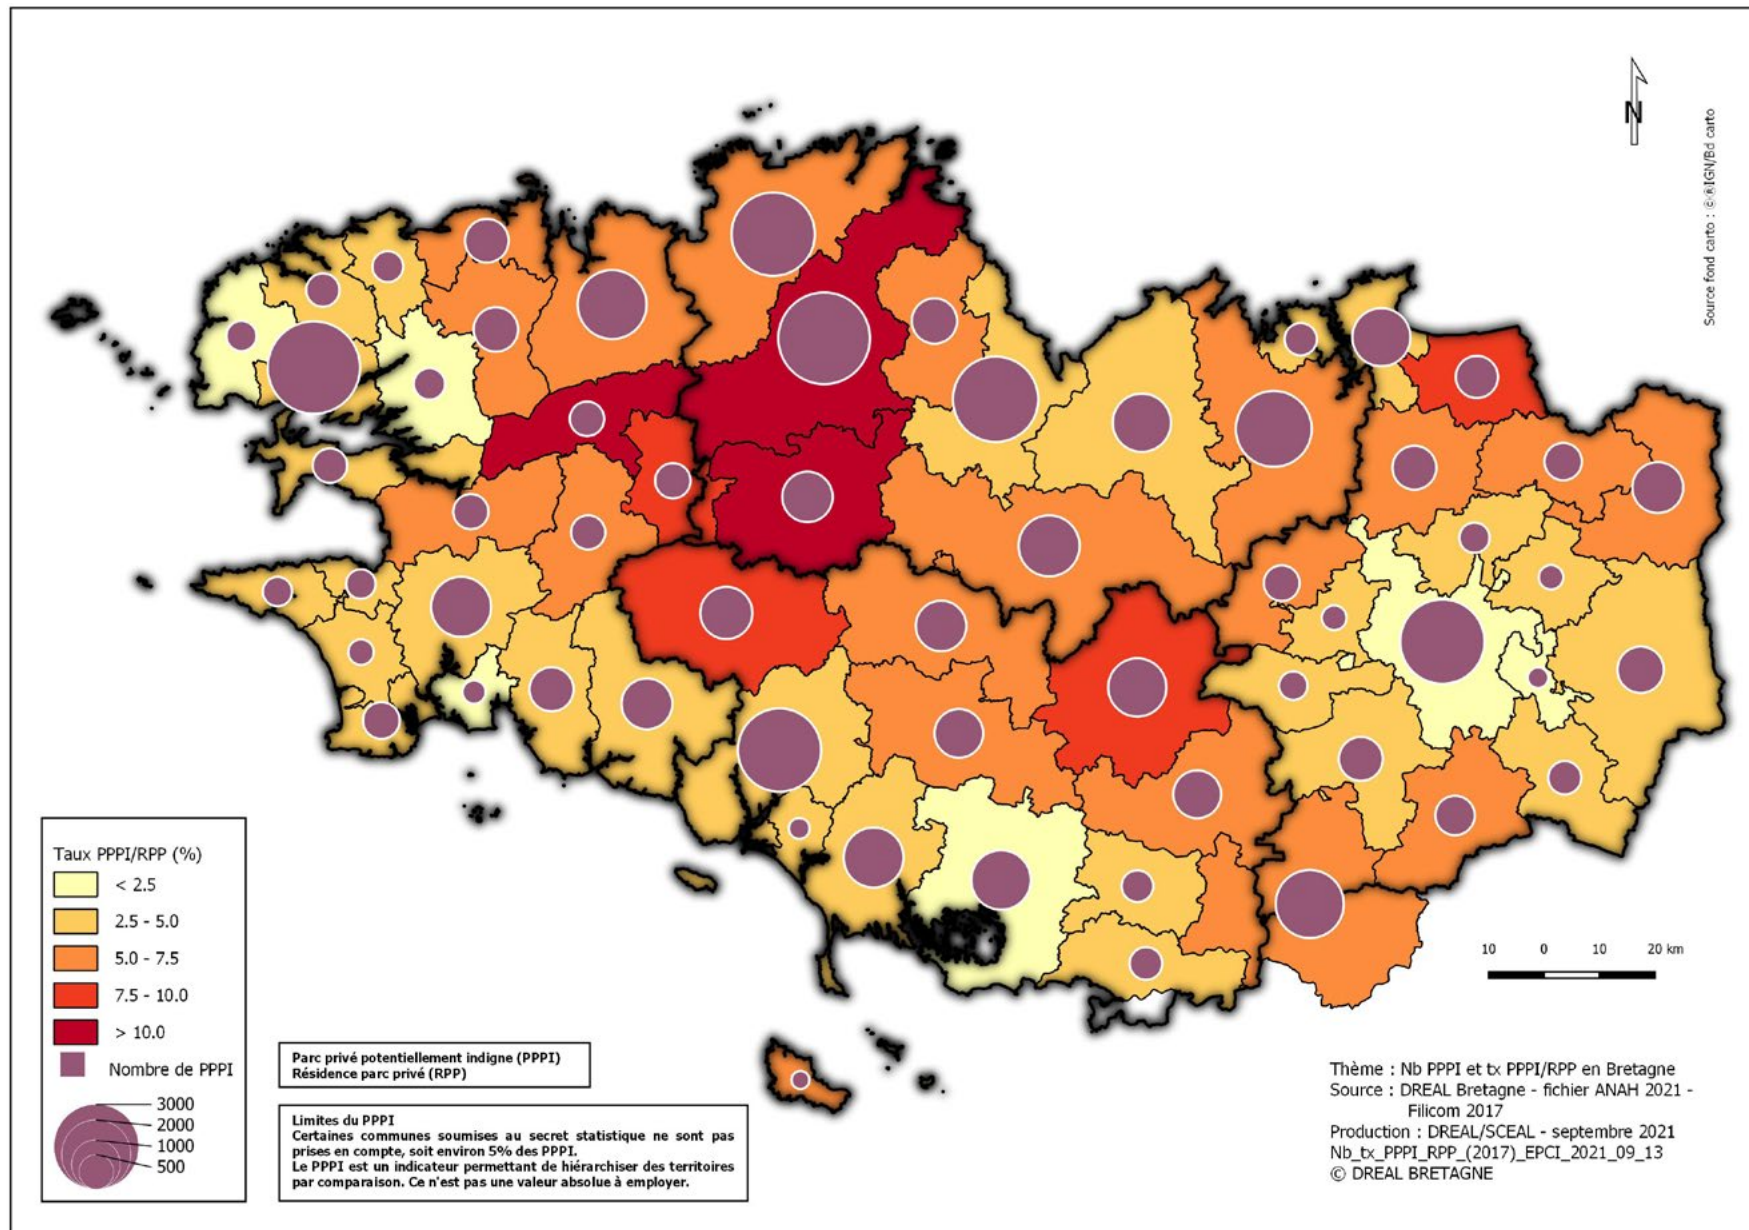 N
Source fond carto : ©®IGN/Bd carto
Taux PPPI/RPP (%)
< 2.5
2.5 - 5.0
5.0 - 7.5
7.5 - 10.0
> 10.0
Nombre de PPPI
3000
2000
1000
500
Parc privé potentiellement indigne (PPPI)
Résidence parc privé (RPP)
Limites du PPPI
Certaines communes soumises au secret statistique ne sont pas
prises en compte, soit environ 5% des PPPI.
Le PPPI est un indicateur permettant de hiérarchiser des territoires
par comparaison. Ce n'est pas une valeur absolue à employer.
10 0 10 20 km
Thème : Nb PPPI et tx PPPI/RPP en Bretagne
Source : DREAL Bretagne - fichier ANAH 2021 -
Filicom 2017
Production : DREAL/SCEAL - septembre 2021
Nb_tx_PPPI_RPP_(2017)_EPCI_2021_09_13
© DREAL BRETAGNE